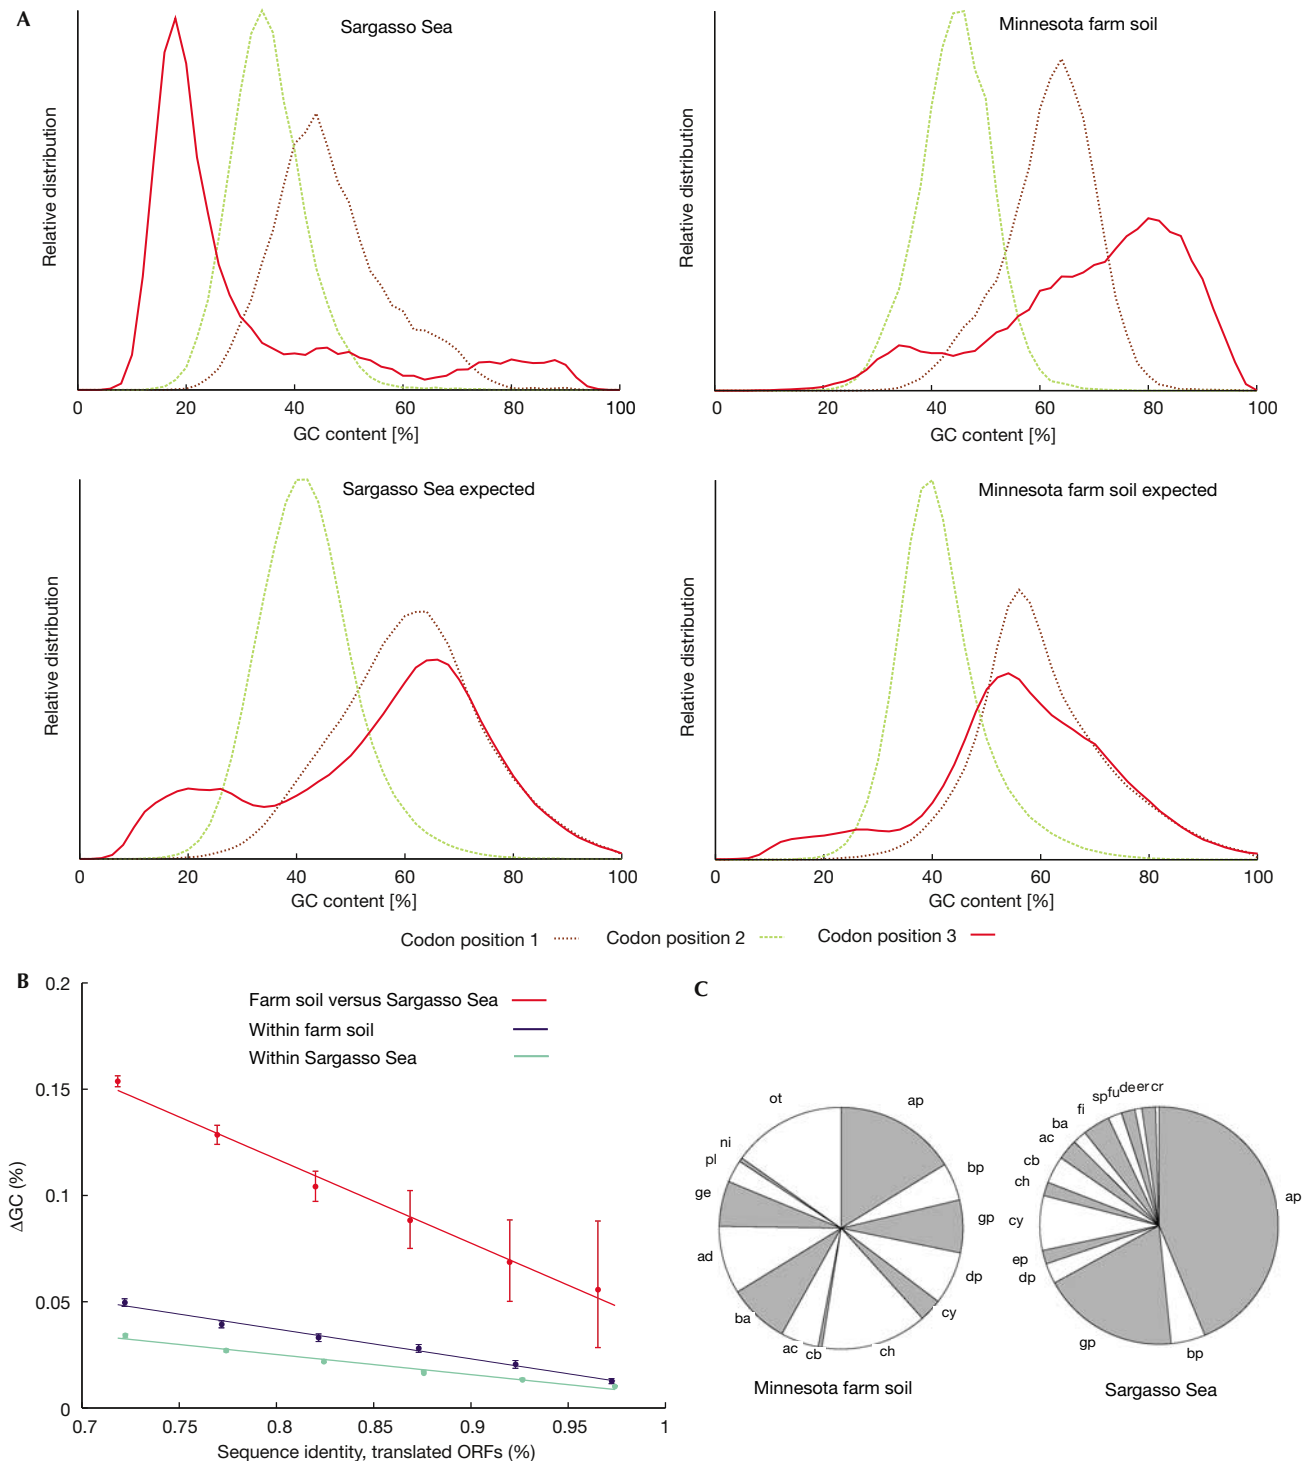 A
Sargasso Sea
Relative distribution
0 20 40 60 80 100
GC content [%]
Minnesota farm soil
Relative distribution
0 20 40 60 80 100
GC content [%]
Sargasso Sea expected
Relative distribution
0 20 40 60 80 100
GC content [%]
Minnesota farm soil expected
Relative distribution
0 20 40 60 80 100
GC content [%]
Codon position 1 Codon position 2 Codon position 3
B
0.2
0.15
0.1
0.05
0
ΔGC (%)
Farm soil versus Sargasso Sea
Within farm soil
Within Sargasso Sea
0.7 0.75 0.8 0.85 0.9 0.95 1
Sequence identity, translated ORFs (%)
C
ot
ap
bp
gp
dp
cy
ch
cb
ac
ba
ad
ge
pl
ni
Minnesota farm soil
ap
bp
gp
dp
ep
cy
ch
cb
ac
ba
fi
sp
fu
de
er
cr
Sargasso Sea